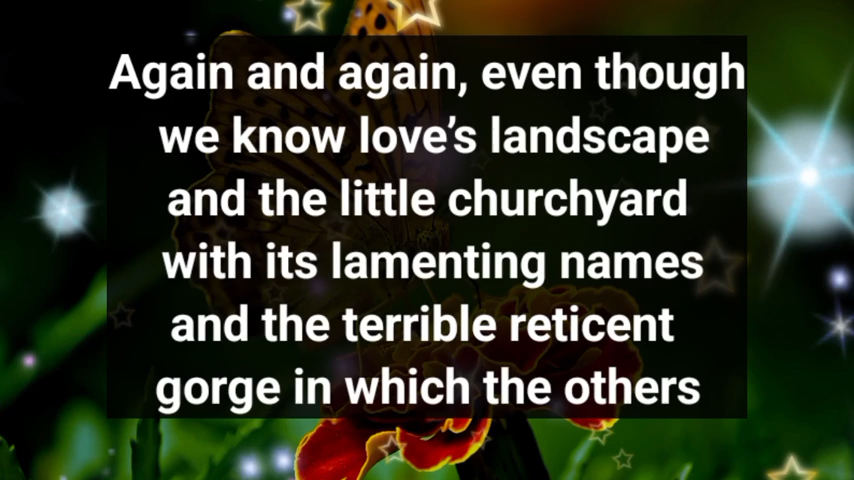 Again and again, even though
we know love’s landscape
and the little churchyard
with its lamenting names
and the terrible reticent
gorge in which the others